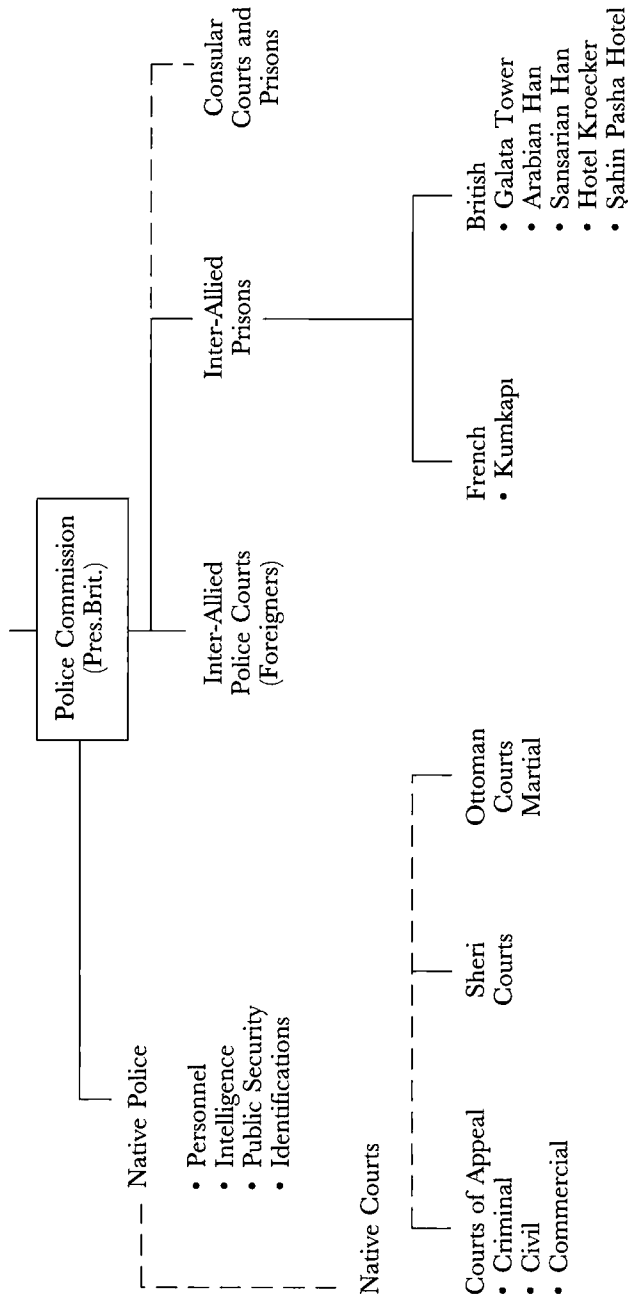 Police Commission
(Pres.Brit.)
Native Police
• Personnel
• Intelligence
• Public Security
• Identifications
Inter-Allied
Police Courts
(Foreigners)
Inter-Allied
Prisons
Consular
Courts and
Prisons
Native Courts
Courts of Appeal
• Criminal
• Civil
• Commercial
Sheri
Courts
Ottoman
Courts
Martial
French
• Kumkapı
British
• Galata Tower
• Arabian Han
• Sansarian Han
• Hotel Kroecker
• Şahin Pasha Hotel